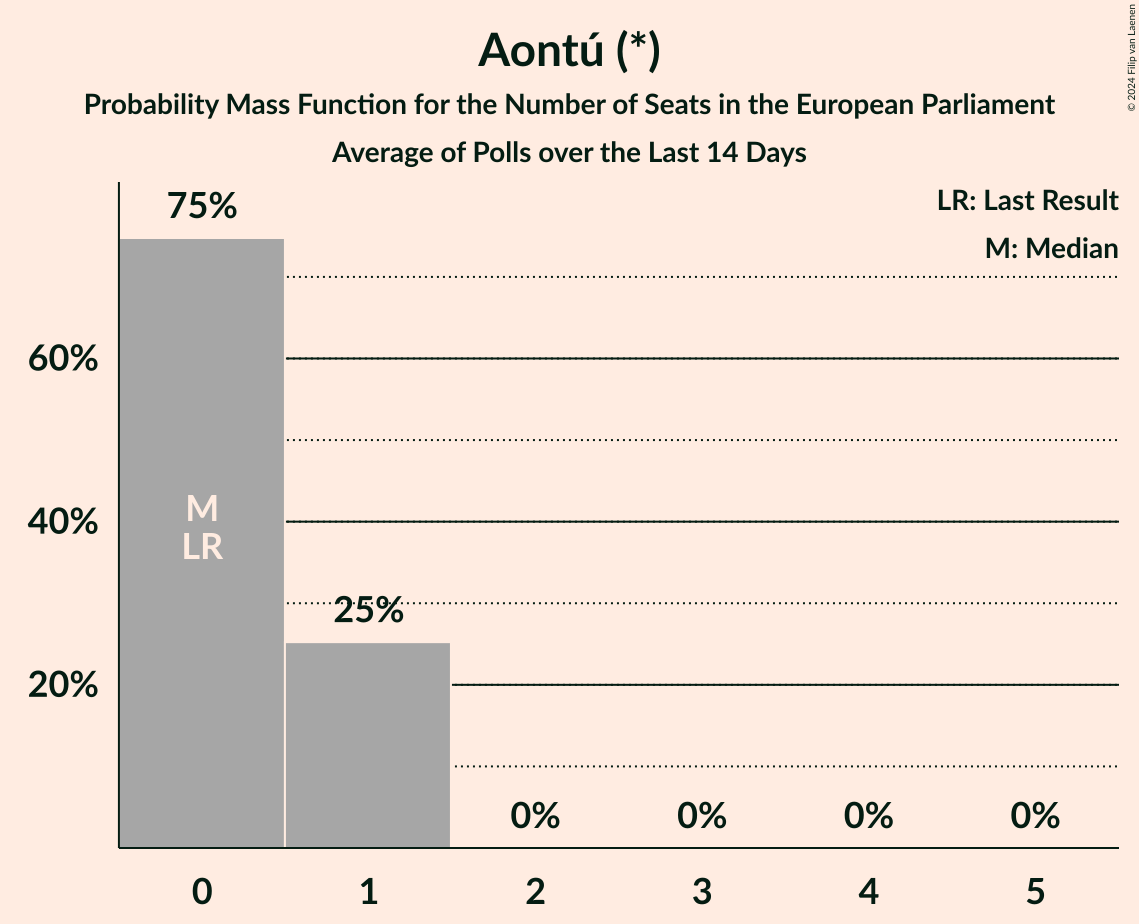 Aontú (*)
Probability Mass Function for the Number of Seats in the European Parliament
Average of Polls over the Last 14 Days
© 2024 Filip van Laenen
LR: Last Result
M: Median
75%
60%
M
40%
LR
25%
20%
0% 0% 0% 0%
0 1 2 3 4 5